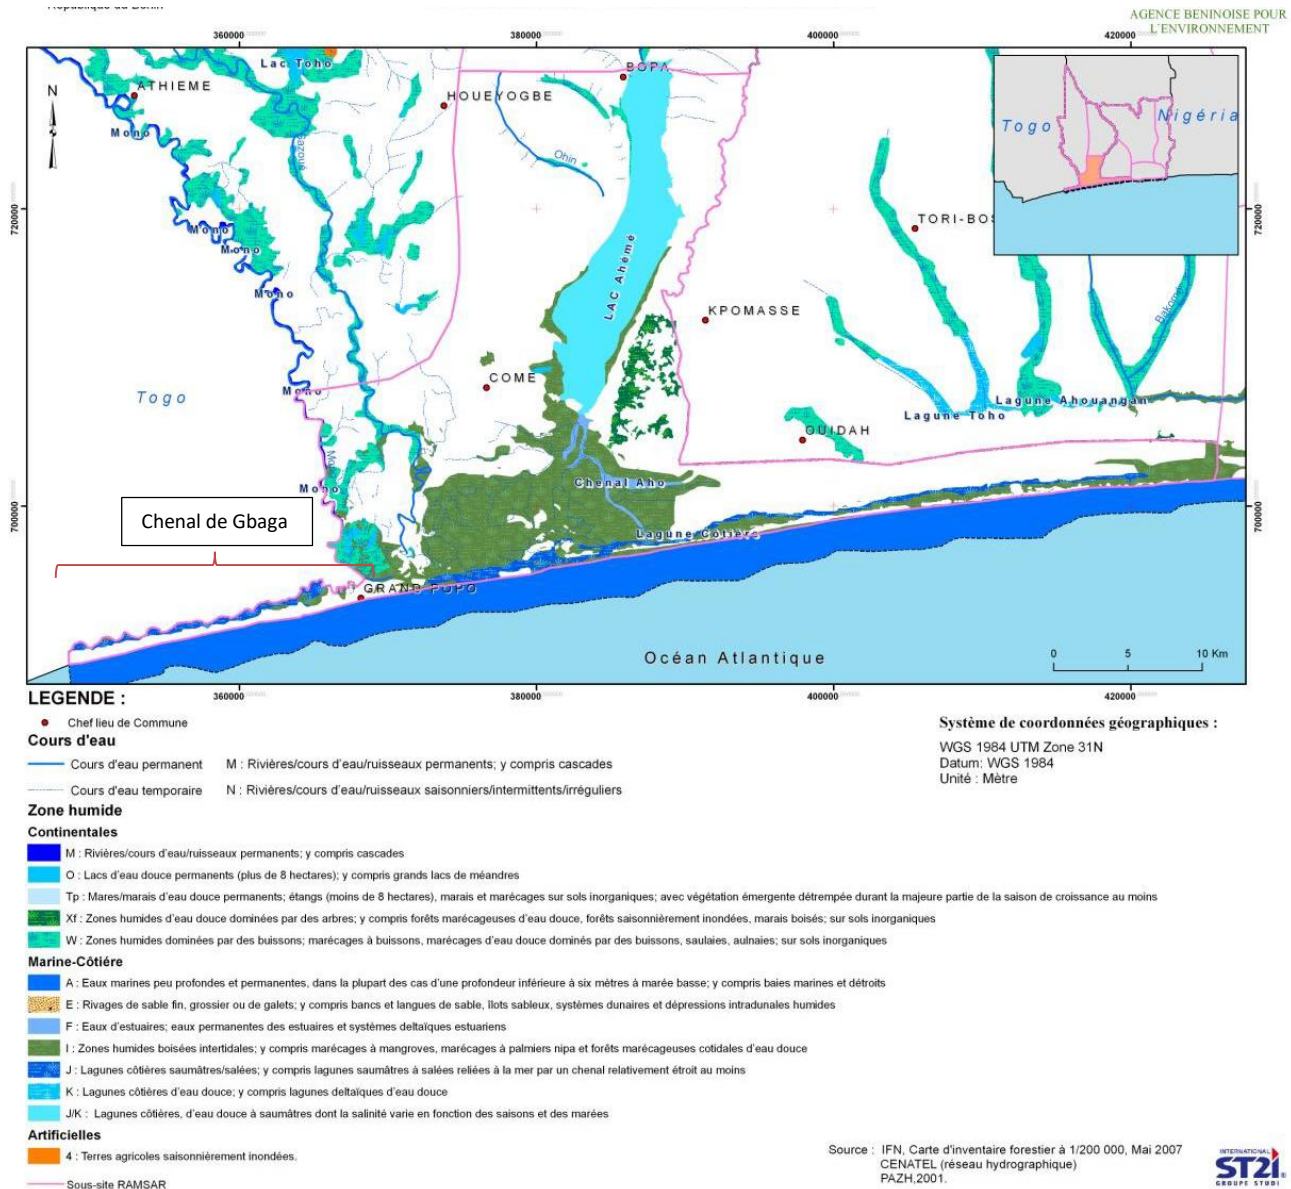 République du Bénin
AGENCE BENINOISE POUR
L'ENVIRONNEMENT
360000
380000
400000
420000
N
Lac Toho
ATHIEME
Mono
HOUEYOGBE
BOPA
Gazoué
Ohin
Togo
Nigéria
720000
720000
Mono
Mono
Mono
LAC Ahémé
TORI-BOS
Bakomé
KPOMASSE
COME
Togo
Mono
Lagune Toho
Lagune Ahouangan
OUIDAH
Mono
Mono
Chenal Aho
700000
700000
Chenal de Gbaga
Lagune Cotière
GRAND POPO
Océan Atlantique
0 5 10 Km
360000
380000
400000
420000
LEGENDE :
Chef lieu de Commune
Cours d'eau
Cours d'eau permanent M : Rivières/cours d'eau/ruisseaux permanents; y compris cascades
Cours d'eau temporaire N : Rivières/cours d'eau/ruisseaux saisonniers/intermittents/irréguliers
Système de coordonnées géographiques :
WGS 1984 UTM Zone 31N
Datum: WGS 1984
Unité : Mètre
Zone humide
Continentales
M : Rivières/cours d'eau/ruisseaux permanents; y compris cascades
O : Lacs d'eau douce permanents (plus de 8 hectares); y compris grands lacs de méandres
Tp : Mares/marais d'eau douce permanents; étangs (moins de 8 hectares), marais et marécages sur sols inorganiques; avec végétation émergente détrempée durant la majeure partie de la saison de croissance au moins
Xf : Zones humides d'eau douce dominées par des arbres; y compris forêts marécageuses d'eau douce, forêts saisonnièrement inondées, marais boisés; sur sols inorganiques
W : Zones humides dominées par des buissons; marécages à buissons, marécages d'eau douce dominés par des buissons, saulaies, aulnaies; sur sols inorganiques
Marine-Côtiére
A : Eaux marines peu profondes et permanentes, dans la plupart des cas d'une profondeur inférieure à six mètres à marée basse; y compris baies marines et détroits
E : Rivages de sable fin, grossier ou de galets; y compris bancs et langues de sable, îlots sableux, systèmes dunaires et dépressions intradunales humides
F : Eaux d'estuaires; eaux permanentes des estuaires et systèmes deltaïques estuariens
I : Zones humides boisées intertidales; y compris marécages à mangroves, marécages à palmiers nipa et forêts marécageuses cotidales d'eau douce
J : Lagunes côtières saumâtres/salées; y compris lagunes saumâtres à salées reliées à la mer par un chenal relativement étroit au moins
K : Lagunes côtières d'eau douce; y compris lagunes deltaïques d'eau douce
J/K : Lagunes côtières, d'eau douce à saumâtres dont la salinité varie en fonction des saisons et des marées
Artificielles
4 : Terres agricoles saisonnièrement inondées.
Sous-site RAMSAR
Source : IFN, Carte d'inventaire forestier à 1/200 000, Mai 2007
CENATEL (réseau hydrographique)
PAZH,2001.
INTERNATIONAL
ST2i
GROUPE STUDI